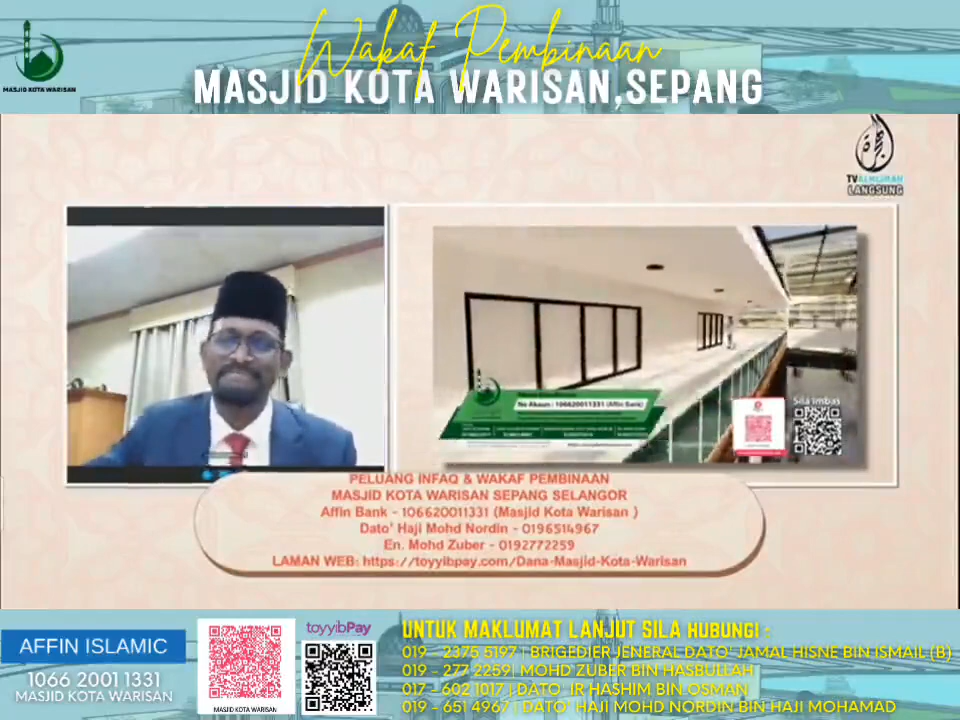 Wakaf Pembinaan
MASJID KOTA WARISAN,SEPANG
MASJID KOTA WARISAN
هجرة
TV ALHIJRAH
LANGSUNG
No Akaun : 106620011331 (Affin Bank)
Sila Imbas
PELUANG INFAQ & WAKAF PEMBINAAN
MASJID KOTA WARISAN SEPANG SELANGOR
Affin Bank - 106620011331 (Masjid Kota Warisan )
Dato' Haji Mohd Nordin - 0196514967
En. Mohd Zuber - 0192772259
LAMAN WEB: https://toyyibpay.com/Dana-Masjid-Kota-Warisan
AFFIN ISLAMIC
1066 2001 1331
MASJID KOTA WARISAN
MASJID KOTA WARISAN
toyyibPay
UNTUK MAKLUMAT LANJUT SILA HUBUNGI :
019 - 2375 5197 | BRIGEDIER JENERAL DATO' JAMAL HISNE BIN ISMAIL (B)
019 - 277 2259| MOHD ZUBER BIN HASBULLAH
017 - 602 1017 | DATO' IR HASHIM BIN OSMAN
019 - 651 4967 | DATO' HAJI MOHD NORDIN BIN HAJI MOHAMAD